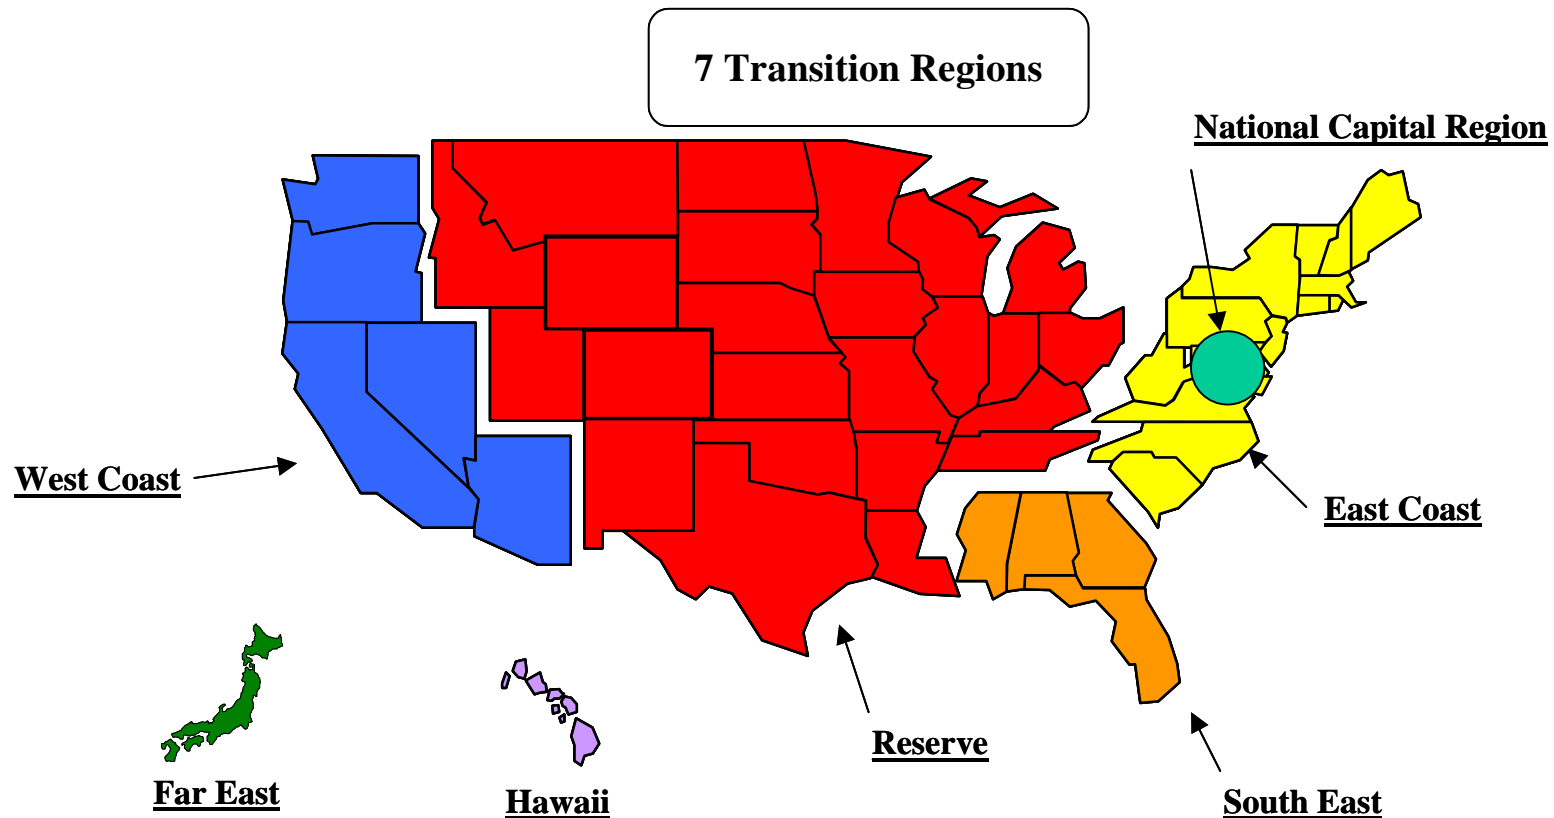 7 Transition Regions
National Capital Region
West Coast
East Coast
Reserve
Far East
Hawaii
South East